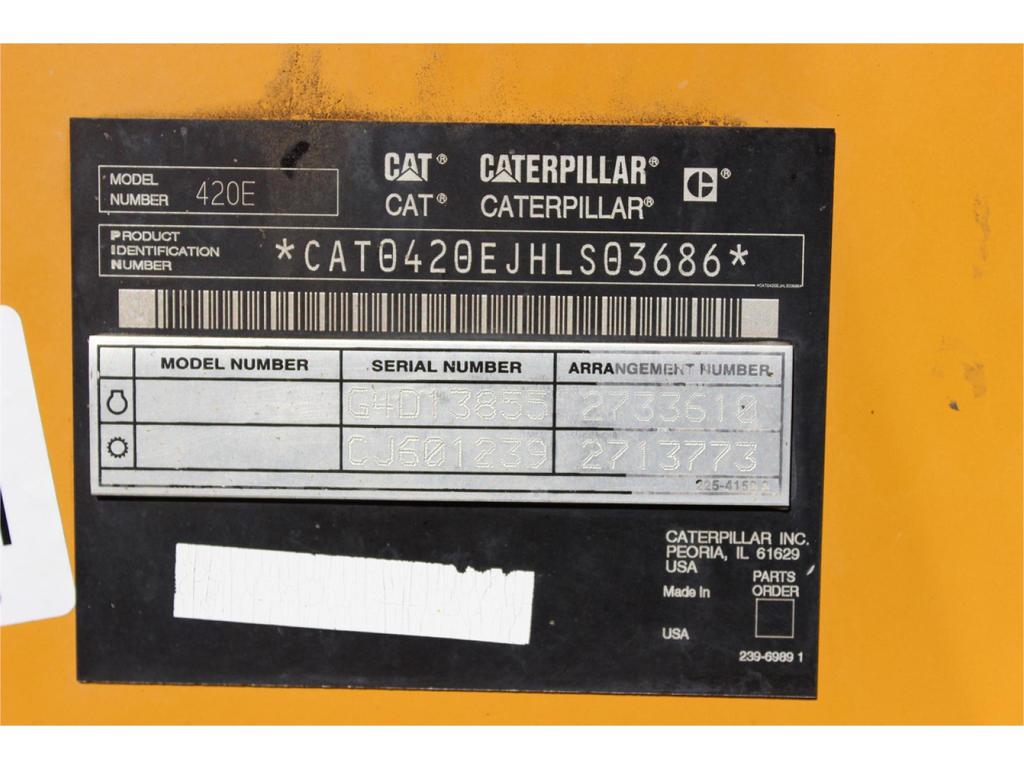 CAT® CATERPILLAR® ®
MODEL
NUMBER 420E
CAT® CATERPILLAR®
PRODUCT
IDENTIFICATION
NUMBER
*CAT0420EJHLS03686*
*CAT0420EJHLS03686*
MODEL NUMBER SERIAL NUMBER ARRANGEMENT NUMBER
G4D13855 2733610
CJ601239 2713773
CATERPILLAR INC.
PEORIA, IL 61629
USA
PARTS
ORDER
Made In
USA
239-6989 1